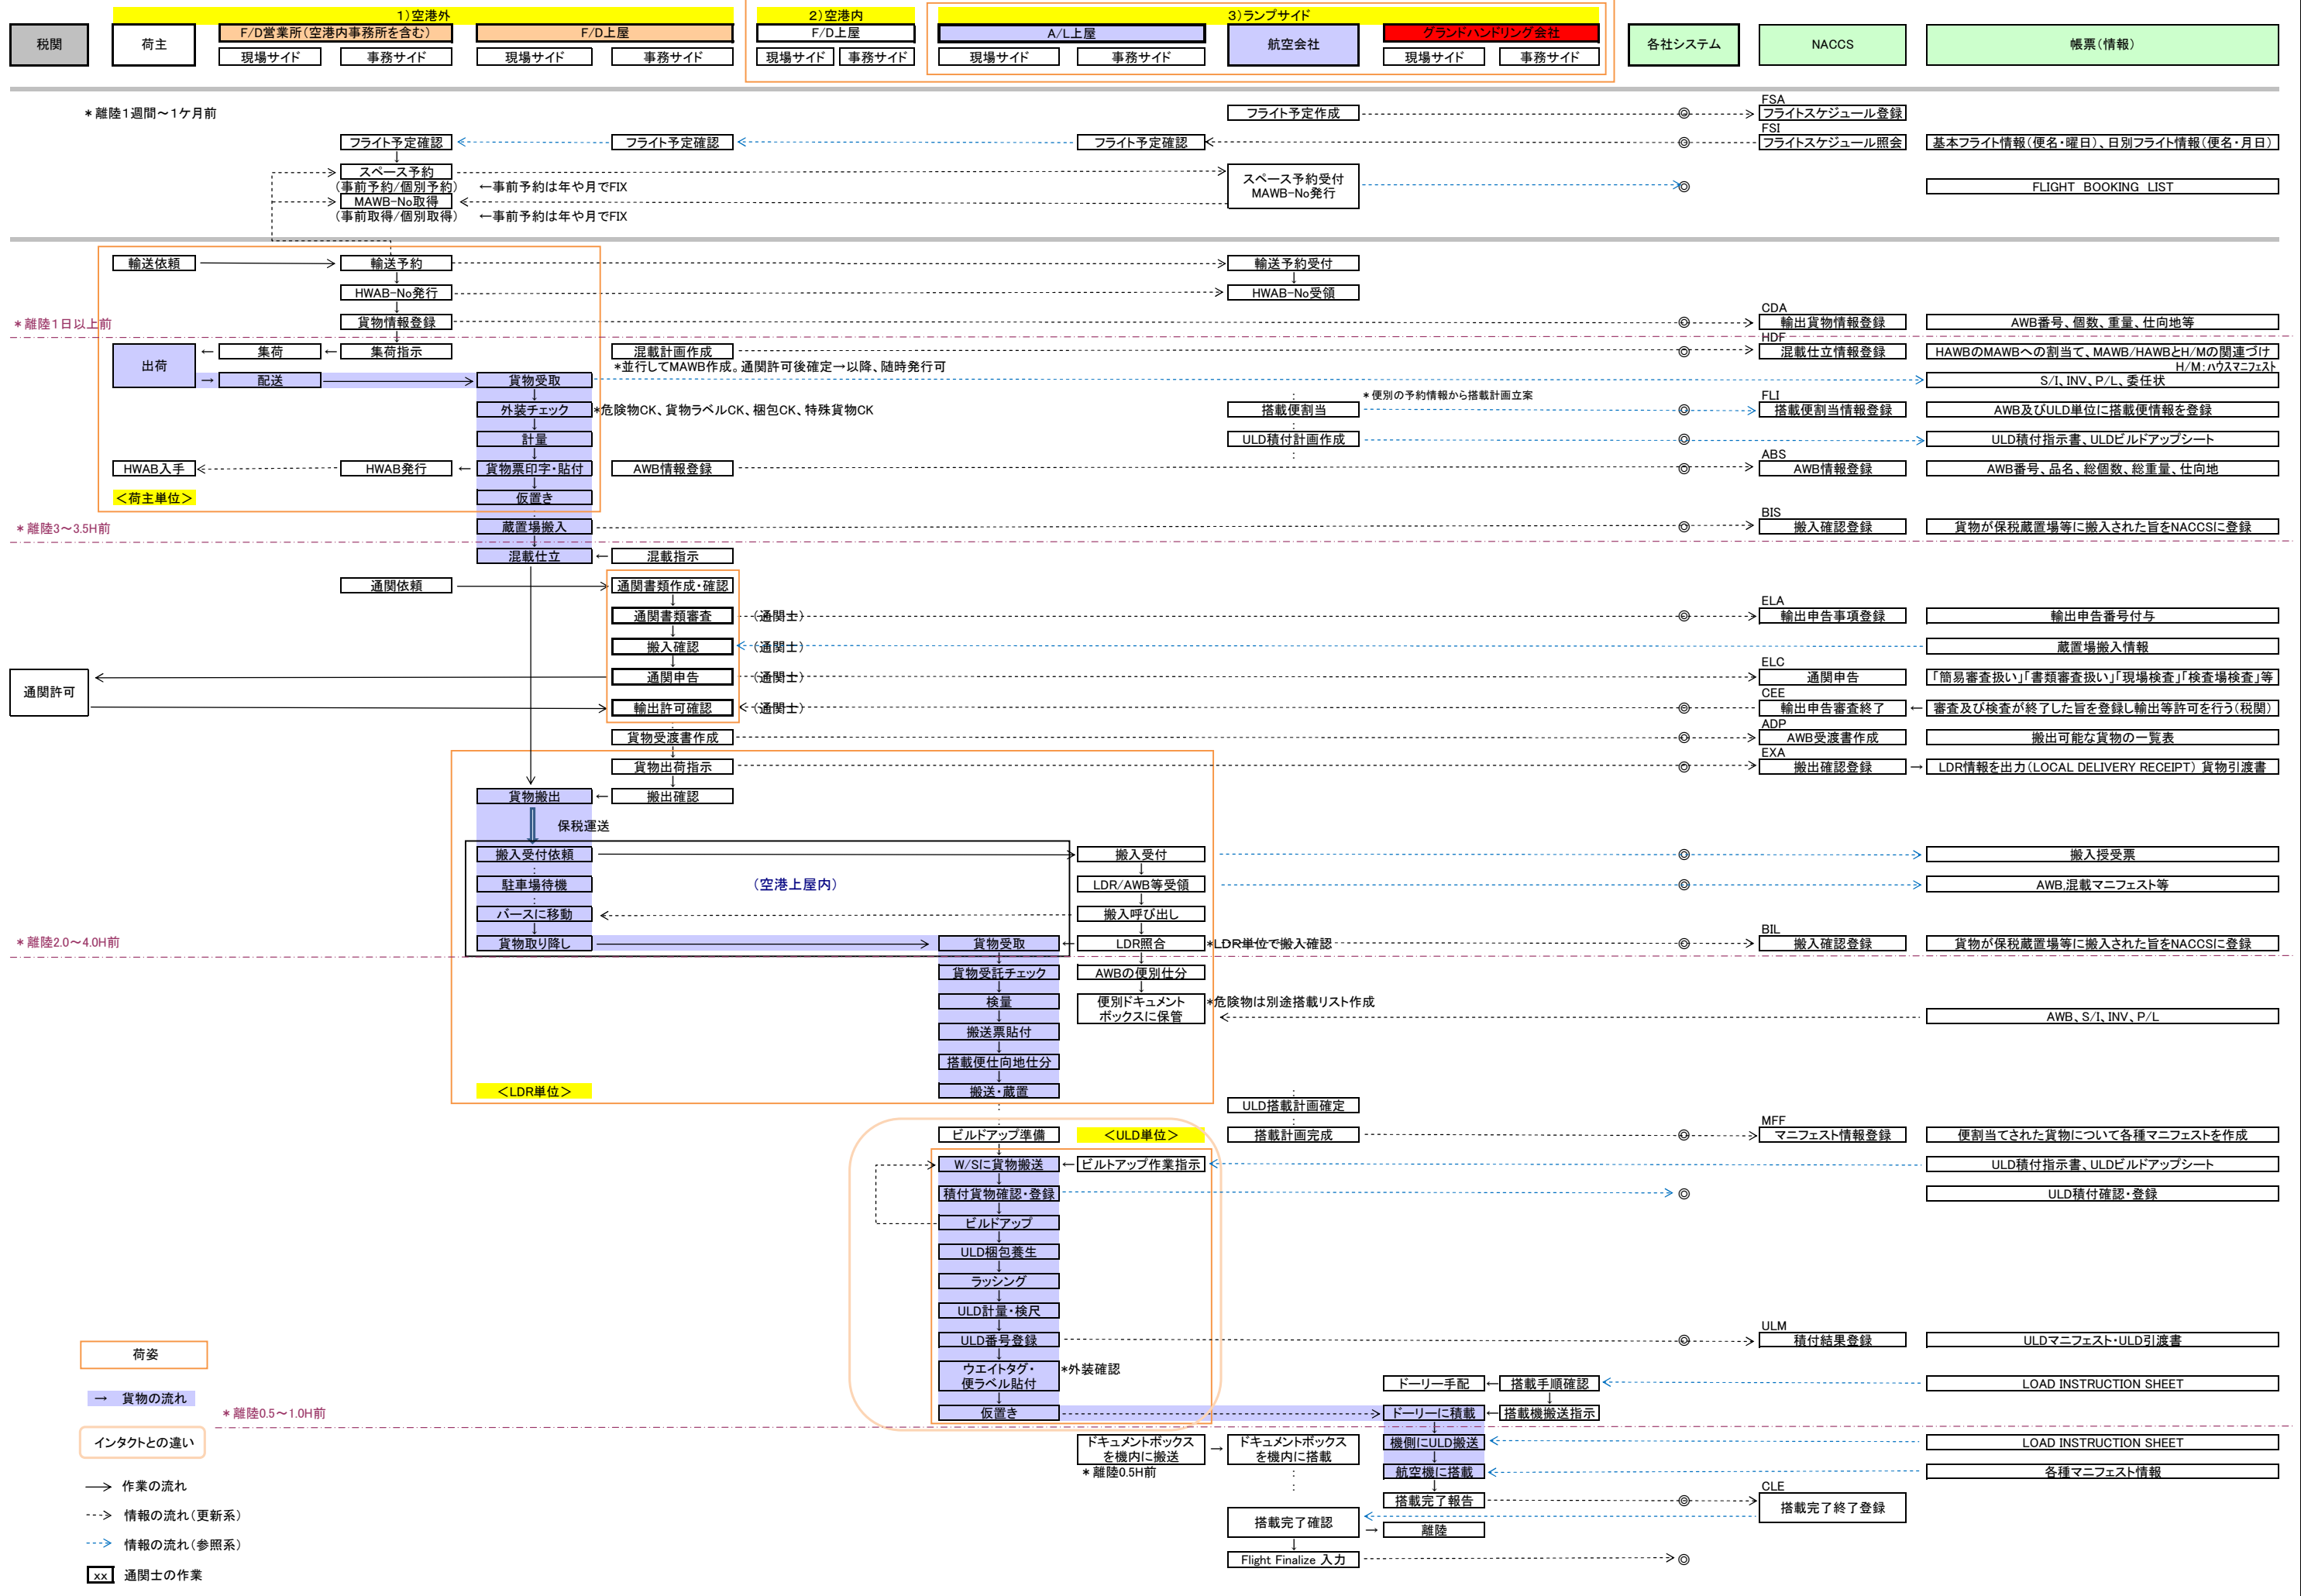 1)空港外
2)空港内
3)ランプサイド
税関
荷主
F/D営業所(空港内事務所を含む)
F/D上屋
F/D上屋
A/L上屋
航空会社
グランドハンドリング会社
各社システム
NACCS
帳票(情報)
現場サイド
事務サイド
現場サイド
事務サイド
現場サイド
事務サイド
現場サイド
事務サイド
現場サイド
事務サイド
*離陸1週間~1ケ月前
フライト予定作成
◎
FSA
フライトスケジュール登録
フライト予定確認
フライト予定確認
フライト予定確認
◎
FSI
フライトスケジュール照会
基本フライト情報(便名・曜日)、日別フライト情報(便名・月日)
スペース予約
(事前予約/個別予約)
←事前予約は年や月でFIX
スペース予約受付
MAWB-No発行
◎
FLIGHT BOOKING LIST
MAWB-No取得
(事前取得/個別取得)
←事前予約は年や月でFIX
輸送依頼
輸送予約
輸送予約受付
HWAB-No発行
HWAB-No受領
*離陸1日以上前
貨物情報登録
◎
CDA
輸出貨物情報登録
AWB番号、個数、重量、仕向地等
出荷
集荷
集荷指示
混載計画作成
*並行してMAWB作成。通関許可後確定→以降、随時発行可
◎
HDF
混載仕立情報登録
HAWBのMAWBへの割当て、MAWB/HAWBとH/Mの関連づけ
H/M:ハウスマニフェスト
配送
貨物受取
S/I、INV、P/L、委任状
外装チェック
*危険物CK、貨物ラベルCK、梱包CK、特殊貨物CK
*便別の予約情報から搭載計画立案
搭載便割当
◎
FLI
搭載便割当情報登録
AWB及びULD単位に搭載便情報を登録
計量
ULD積付計画作成
◎
ULD積付指示書、ULDビルドアップシート
HWAB入手
HWAB発行
貨物票印字・貼付
AWB情報登録
◎
ABS
AWB情報登録
AWB番号、品名、総個数、総重量、仕向地
<荷主単位>
仮置き
*離陸3~3.5H前
蔵置場搬入
◎
BIS
搬入確認登録
貨物が保税蔵置場等に搬入された旨をNACCSに登録
混載仕立
混載指示
通関依頼
通関書類作成・確認
通関書類審査
(通関士)
◎
ELA
輸出申告事項登録
輸出申告番号付与
搬入確認
(通関士)
蔵置場搬入情報
通関許可
通関申告
(通関士)
◎
ELC
通関申告
「簡易審査扱い」「書類審査扱い」「現場検査」「検査場検査」等
輸出許可確認
(通関士)
◎
CEE
輸出申告審査終了
審査及び検査が終了した旨を登録し輸出等許可を行う(税関)
貨物受渡書作成
◎
ADP
AWB受渡書作成
搬出可能な貨物の一覧表
貨物出荷指示
◎
EXA
搬出確認登録
LDR情報を出力(LOCAL DELIVERY RECEIPT) 貨物引渡書
貨物搬出
搬出確認
保税運送
搬入受付依頼
搬入受付
◎
搬入授受票
駐車場待機
(空港上屋内)
LDR/AWB等受領
◎
AWB,混載マニフェスト等
バースに移動
搬入呼び出し
*離陸2.0~4.0H前
貨物取り降し
貨物受取
LDR照合
*LDR単位で搬入確認
◎
BIL
搬入確認登録
貨物が保税蔵置場等に搬入された旨をNACCSに登録
貨物受託チェック
AWBの便別仕分
検量
便別ドキュメント
ボックスに保管
*危険物は別途搭載リスト作成
AWB、S/I、INV、P/L
搬送票貼付
搭載便仕向地仕分
<LDR単位>
搬送・蔵置
ULD搭載計画確定
ビルドアップ準備
<ULD単位>
搭載計画完成
◎
MFF
マニフェスト情報登録
便割当てされた貨物について各種マニフェストを作成
W/Sに貨物搬送
ビルトアップ作業指示
ULD積付指示書、ULDビルドアップシート
積付貨物確認・登録
◎
ULD積付確認・登録
ビルドアップ
ULD梱包養生
ラッシング
ULD計量・検尺
ULD番号登録
◎
ULM
積付結果登録
ULDマニフェスト・ULD引渡書
荷姿
ウエイトタグ・
便ラベル貼付
*外装確認
ドーリー手配
搭載手順確認
LOAD INSTRUCTION SHEET
→ 貨物の流れ
*離陸0.5~1.0H前
仮置き
ドーリーに積載
搭載機搬送指示
インタクトとの違い
ドキュメントボックス
を機内に搬送
*離陸0.5H前
ドキュメントボックス
を機内に搭載
機側にULD搬送
LOAD INSTRUCTION SHEET
航空機に搭載
各種マニフェスト情報
作業の流れ
搭載完了報告
◎
CLE
搭載完了終了登録
情報の流れ(更新系)
搭載完了確認
離陸
情報の流れ(参照系)
Flight Finalize 入力
◎
xx 通関士の作業